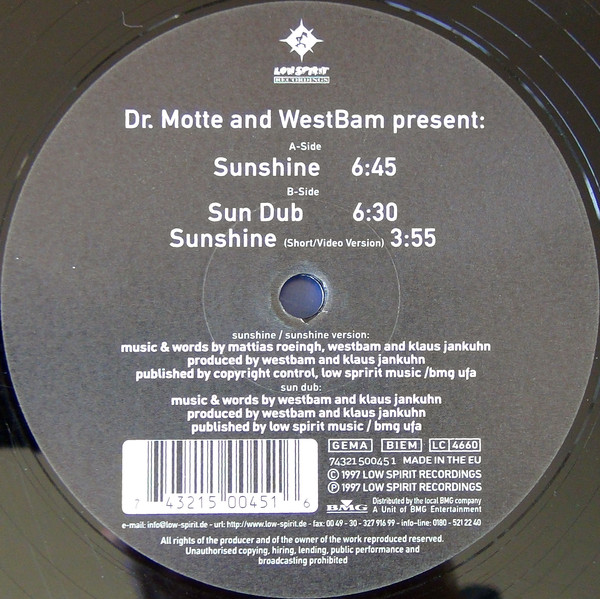 LOW SPIRIT
RECORDINGS
Dr. Motte and WestBam present:
A-Side
Sunshine 6:45
B-Side
Sun Dub 6:30
Sunshine (Short/Video Version) 3:55
sunshine / sunshine version:
music & words by mattias roeingh, westbam and klaus jankuhn
produced by westbam and klaus jankuhn
published by copyright control, low spririt music /bmg ufa
sun dub:
music & words by westbam and klaus jankuhn
produced by westbam and klaus jankuhn
published by low spirit music / bmg ufa
GEMA BIEM LC 4660
74321 50045 1 MADE IN THE EU
© 1997 LOW SPIRIT RECORDINGS
℗ 1997 LOW SPIRIT RECORDINGS
7 43215 00451 6
BMG Distributed by the local BMG company
A Unit of BMG Entertainment
e-mail: info@low-spirit.de - url: http://www.low-spirit.de - fax: 00 49 - 30 - 327 916 99 - info-line: 0180 - 521 22 40
All rights of the producer and of the owner of the work reproduced reserved.
Unauthorised copying, hiring, lending, public performance and
broadcasting prohibited